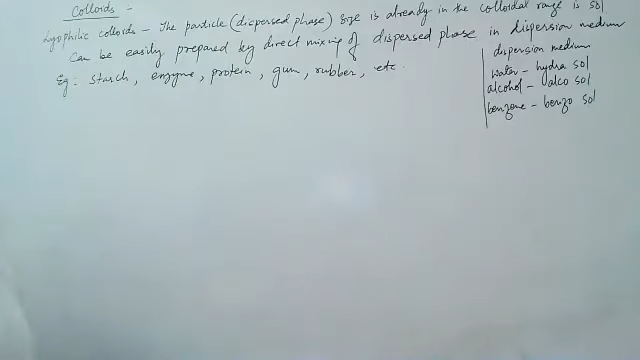 Colloids -
Lyophilic colloids - The particle (dispersed phase) size is already in the colloidal range is sol
Can be easily prepared by direct mixing of dispersed phase in dispersion medium
Eg: starch, enzyme, protein, gum, rubber, etc.
dispersion medium
water - hydra sol
alcohol - alco sol
benzene - benzo sol